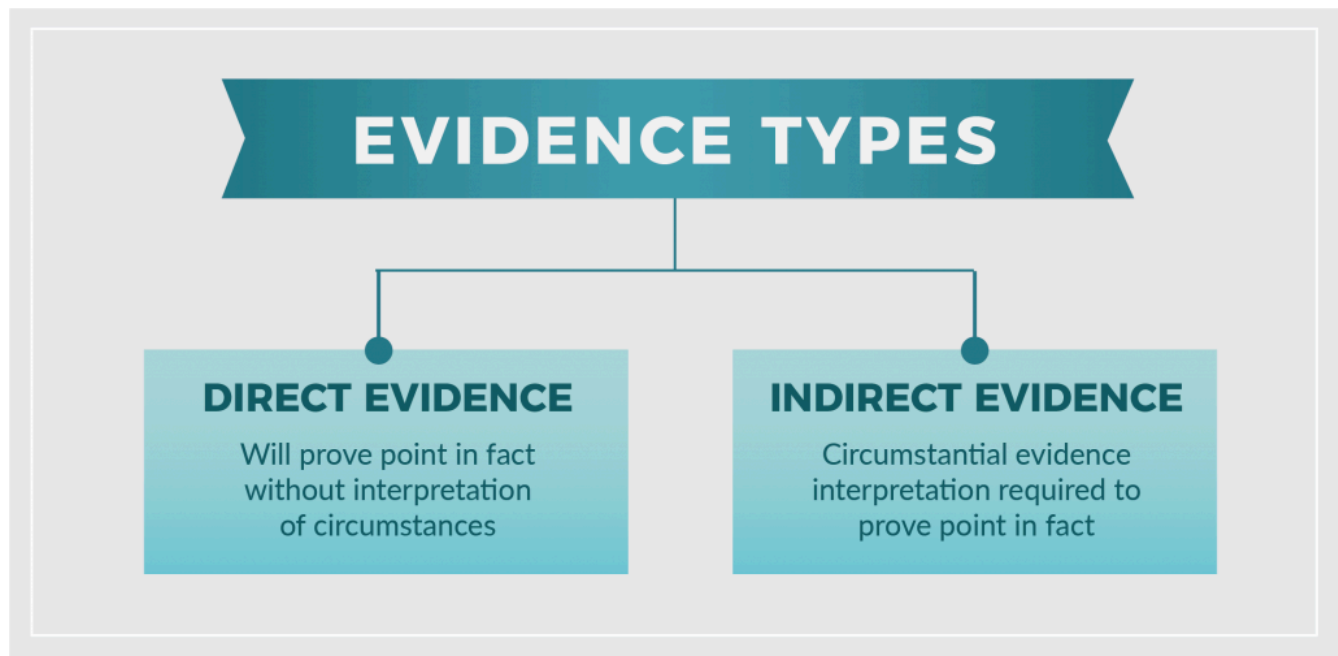 EVIDENCE TYPES
DIRECT EVIDENCE
Will prove point in fact
without interpretation
of circumstances
INDIRECT EVIDENCE
Circumstantial evidence
interpretation required to
prove point in fact